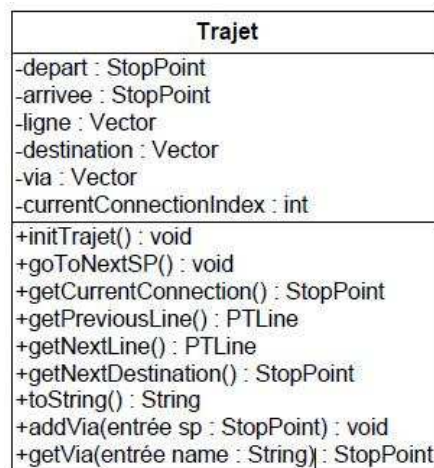 Trajet
-depart : StopPoint
-arrivee : StopPoint
-ligne : Vector
-destination : Vector
-via : Vector
-currentConnectionIndex : int
+initTrajet() : void
+goToNextSP() : void
+getCurrentConnection() : StopPoint
+getPreviousLine() : PTLine
+getNextLine() : PTLine
+getNextDestination() : StopPoint
+toString() : String
+addVia(entrée sp : StopPoint) : void
+getVia(entrée name : String) : StopPoint